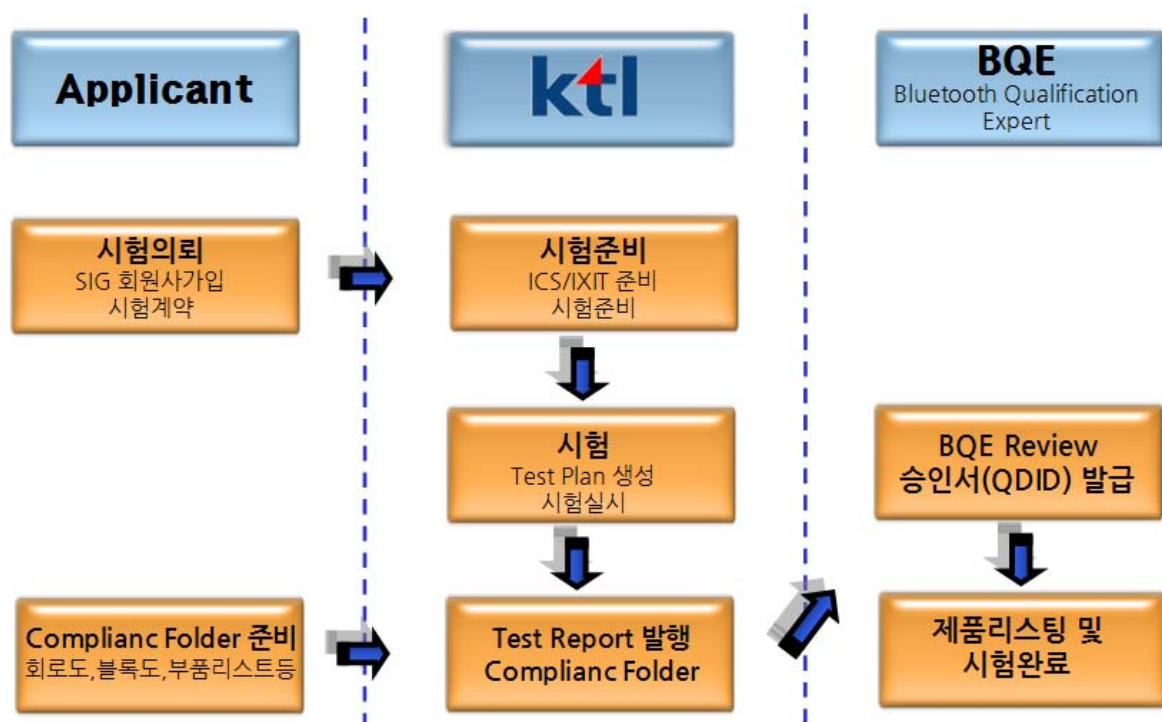 Applicant
ktl
BQE
Bluetooth Qualification
Expert
시험의뢰
SIG 회원사가입
시험계약
시험준비
ICS/IXIT 준비
시험준비
시험
Test Plan 생성
시험실시
BQE Review
승인서(QDID) 발급
Complianc Folder 준비
회로도,블록도,부품리스트등
Test Report 발행
Complianc Folder
제품리스팅 및
시험완료